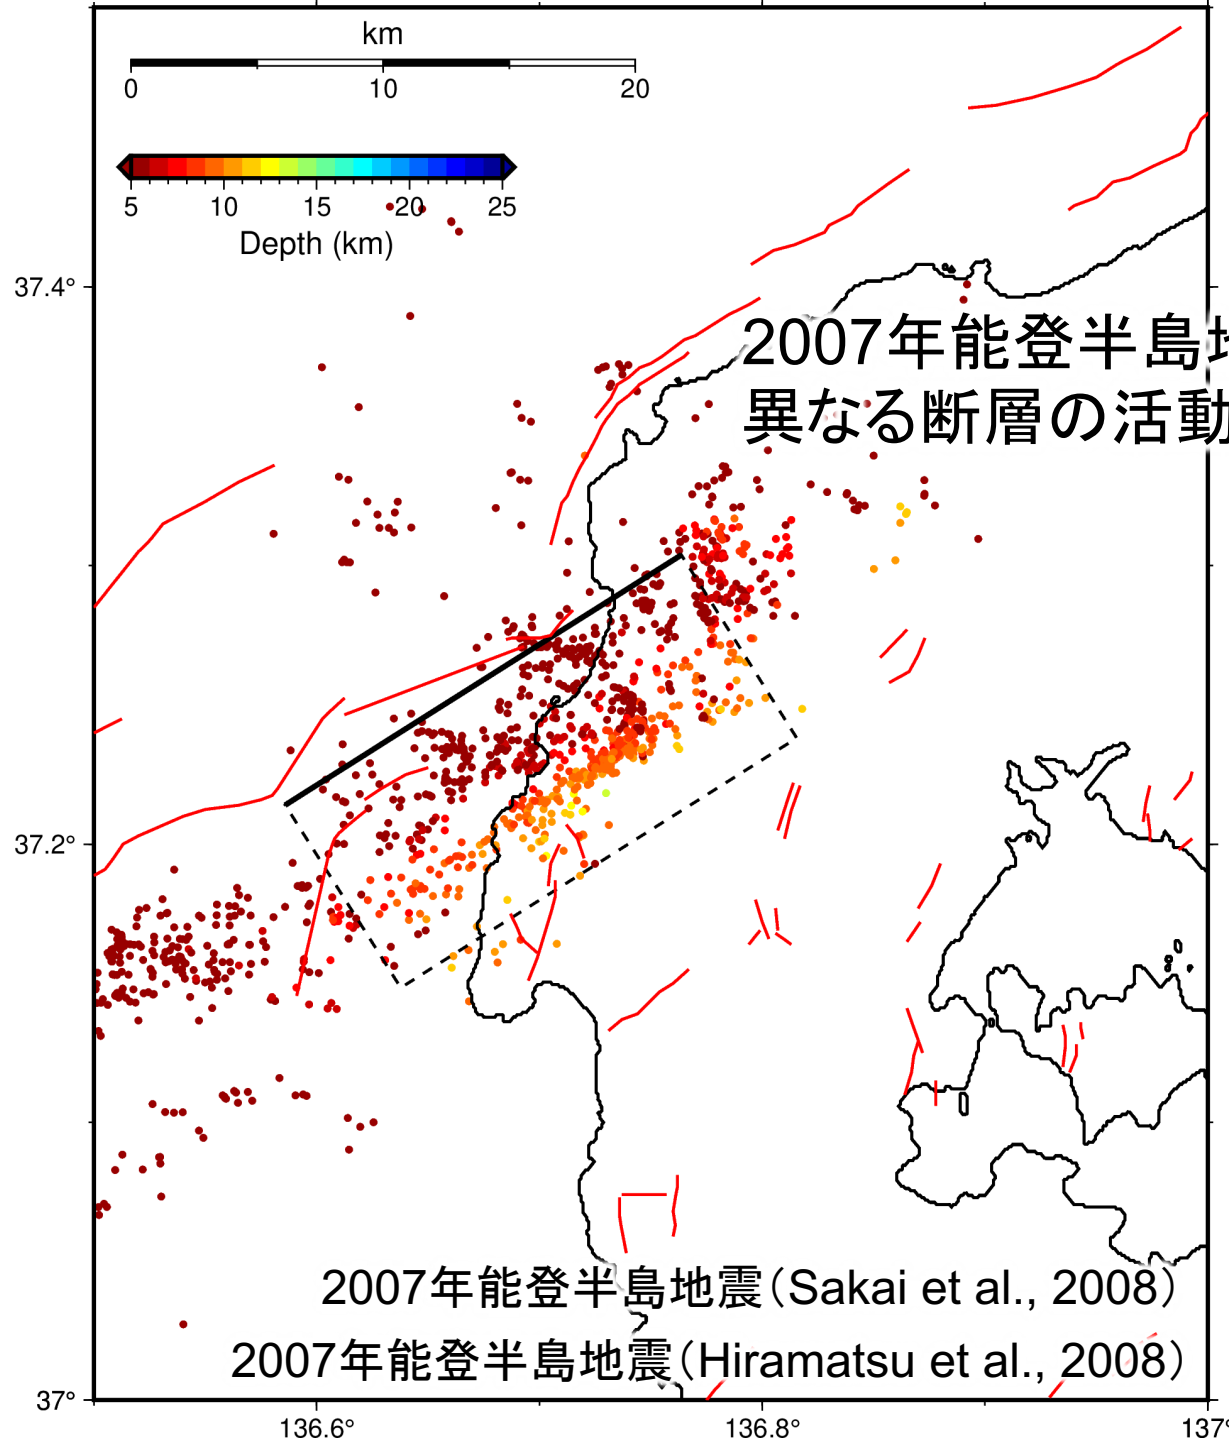 km
0 10 20
5 10 15 20 25
Depth (km)
37.4°
2007年能登半島地
異なる断層の活動
37.2°
2007年能登半島地震(Sakai et al., 2008)
2007年能登半島地震(Hiramatsu et al., 2008)
37°
136.6° 136.8° 137°